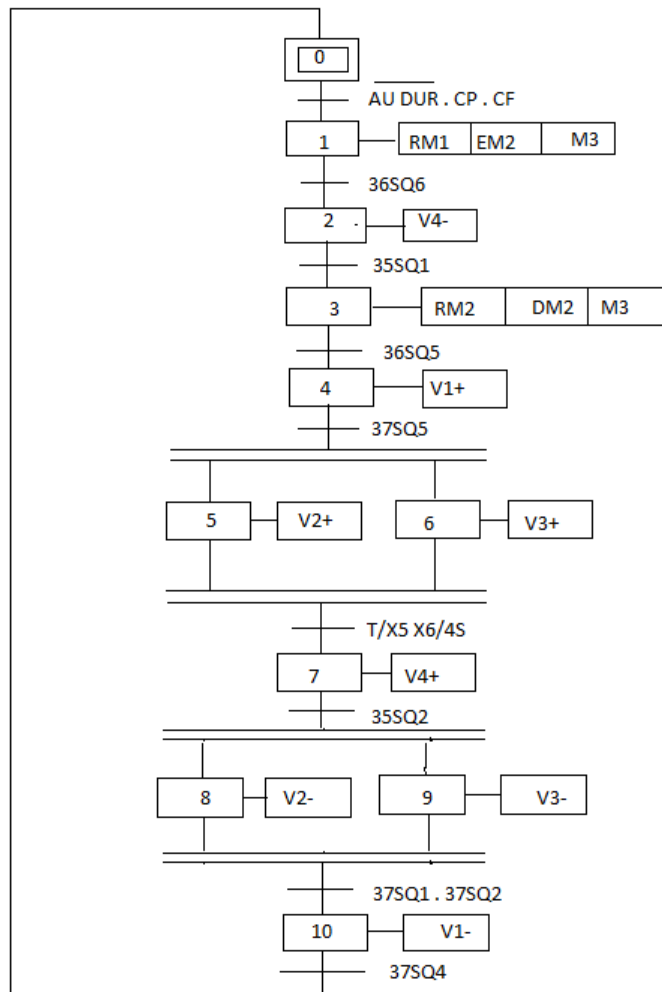 0
AU DUR . CP . CF
1 RM1 EM2 M3
36SQ6
2 V4-
35SQ1
3 RM2 DM2 M3
36SQ5
4 V1+
37SQ5
5 V2+ 6 V3+
T/X5 X6/4S
7 V4+
35SQ2
8 V2- 9 V3-
37SQ1 . 37SQ2
10 V1-
37SQ4